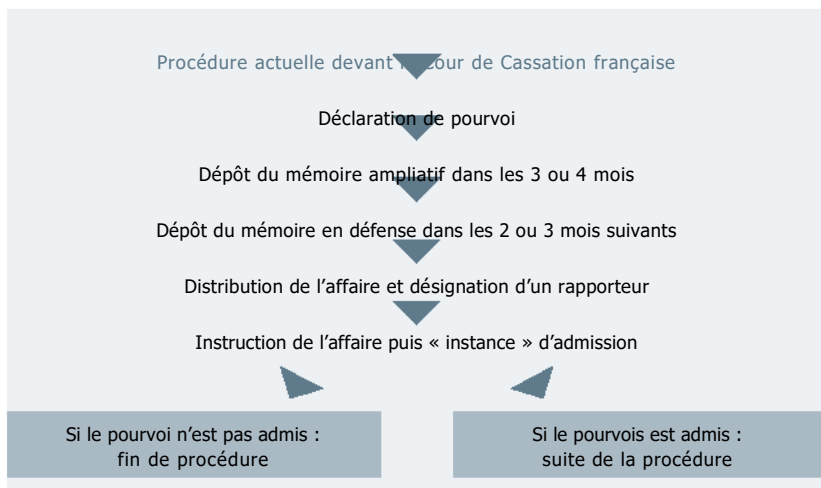 Procédure actuelle devant la Cour de Cassation française
Déclaration de pourvoi
Dépôt du mémoire ampliatif dans les 3 ou 4 mois
Dépôt du mémoire en défense dans les 2 ou 3 mois suivants
Distribution de l’affaire et désignation d’un rapporteur
Instruction de l’affaire puis « instance » d’admission
Si le pourvoi n’est pas admis :
fin de procédure
Si le pourvois est admis :
suite de la procédure